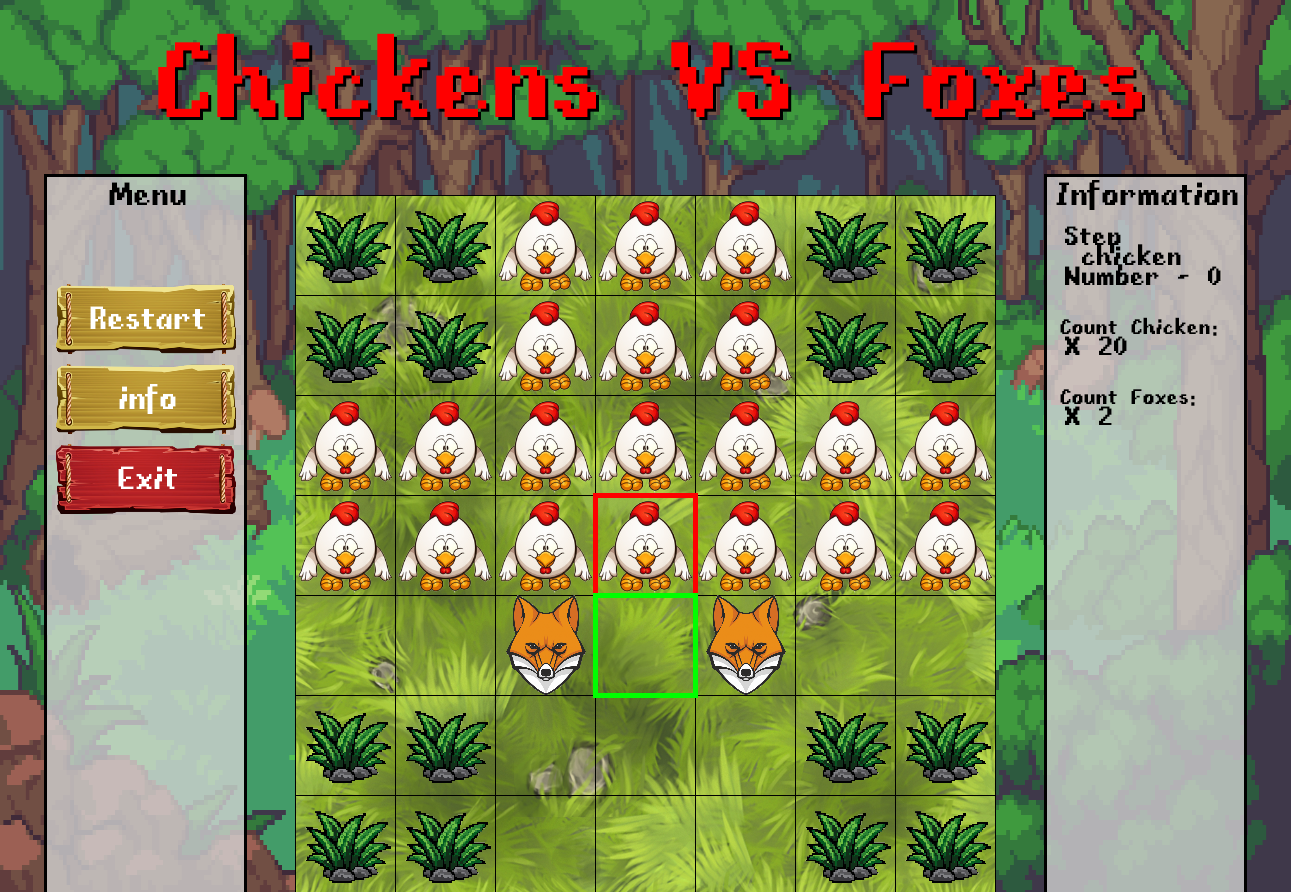 Chickens VS Foxes
Menu
Restart
info
Exit
Information
Step
chicken
Number - 0
Count Chicken:
X 20
Count Foxes:
X 2